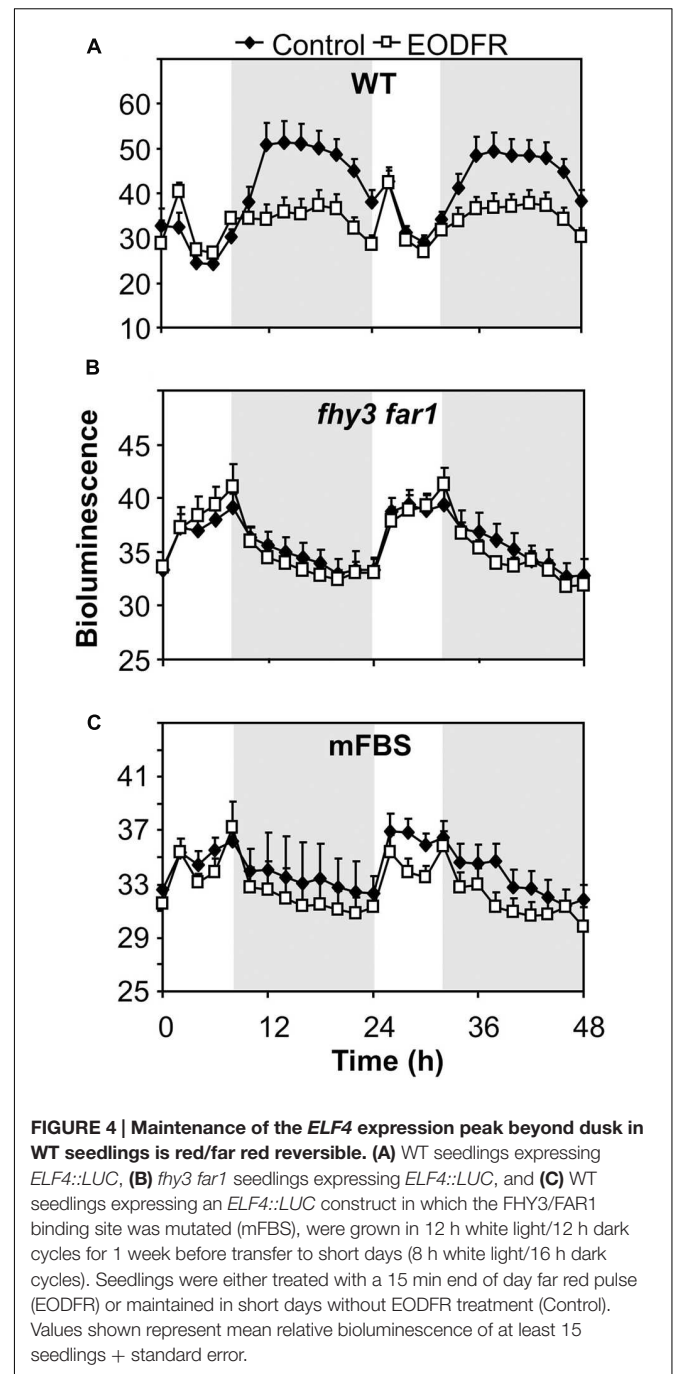 A
Control EODFR
WT
60
50
40
30
20
10
B
fhy3 far1
45
40
35
30
25
Bioluminescence
C
mFBS
41
37
33
29
25
0 12 24 36 48
Time (h)
FIGURE 4 | Maintenance of the ELF4 expression peak beyond dusk in
WT seedlings is red/far red reversible. (A) WT seedlings expressing
ELF4::LUC, (B) fhy3 far1 seedlings expressing ELF4::LUC, and (C) WT
seedlings expressing an ELF4::LUC construct in which the FHY3/FAR1
binding site was mutated (mFBS), were grown in 12 h white light/12 h dark
cycles for 1 week before transfer to short days (8 h white light/16 h dark
cycles). Seedlings were either treated with a 15 min end of day far red pulse
(EODFR) or maintained in short days without EODFR treatment (Control).
Values shown represent mean relative bioluminescence of at least 15
seedlings + standard error.